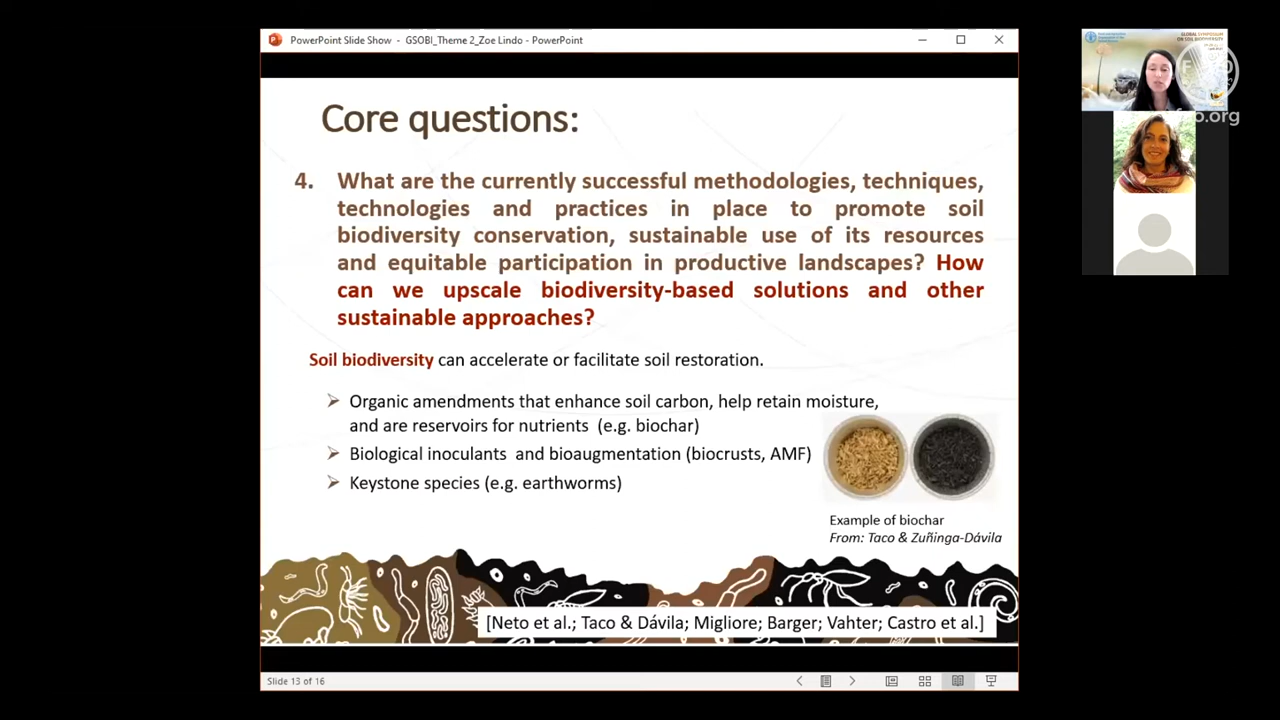 PowerPoint Slide Show - GSOBI_Theme 2_Zoe Lindo - PowerPoint
Core questions:
4. What are the currently successful methodologies, techniques,
technologies and practices in place to promote soil
biodiversity conservation, sustainable use of its resources
and equitable participation in productive landscapes? How
can we upscale biodiversity-based solutions and other
sustainable approaches?
Soil biodiversity can accelerate or facilitate soil restoration.
Organic amendments that enhance soil carbon, help retain moisture,
and are reservoirs for nutrients (e.g. biochar)
Biological inoculants and bioaugmentation (biocrusts, AMF)
Keystone species (e.g. earthworms)
Example of biochar
From: Taco & Zuñinga-Dávila
[Neto et al.; Taco & Dávila; Migliore; Barger; Vahter; Castro et al.]
Slide 13 of 16
GLOBAL SYMPOSIUM
ON SOIL BIODIVERSITY